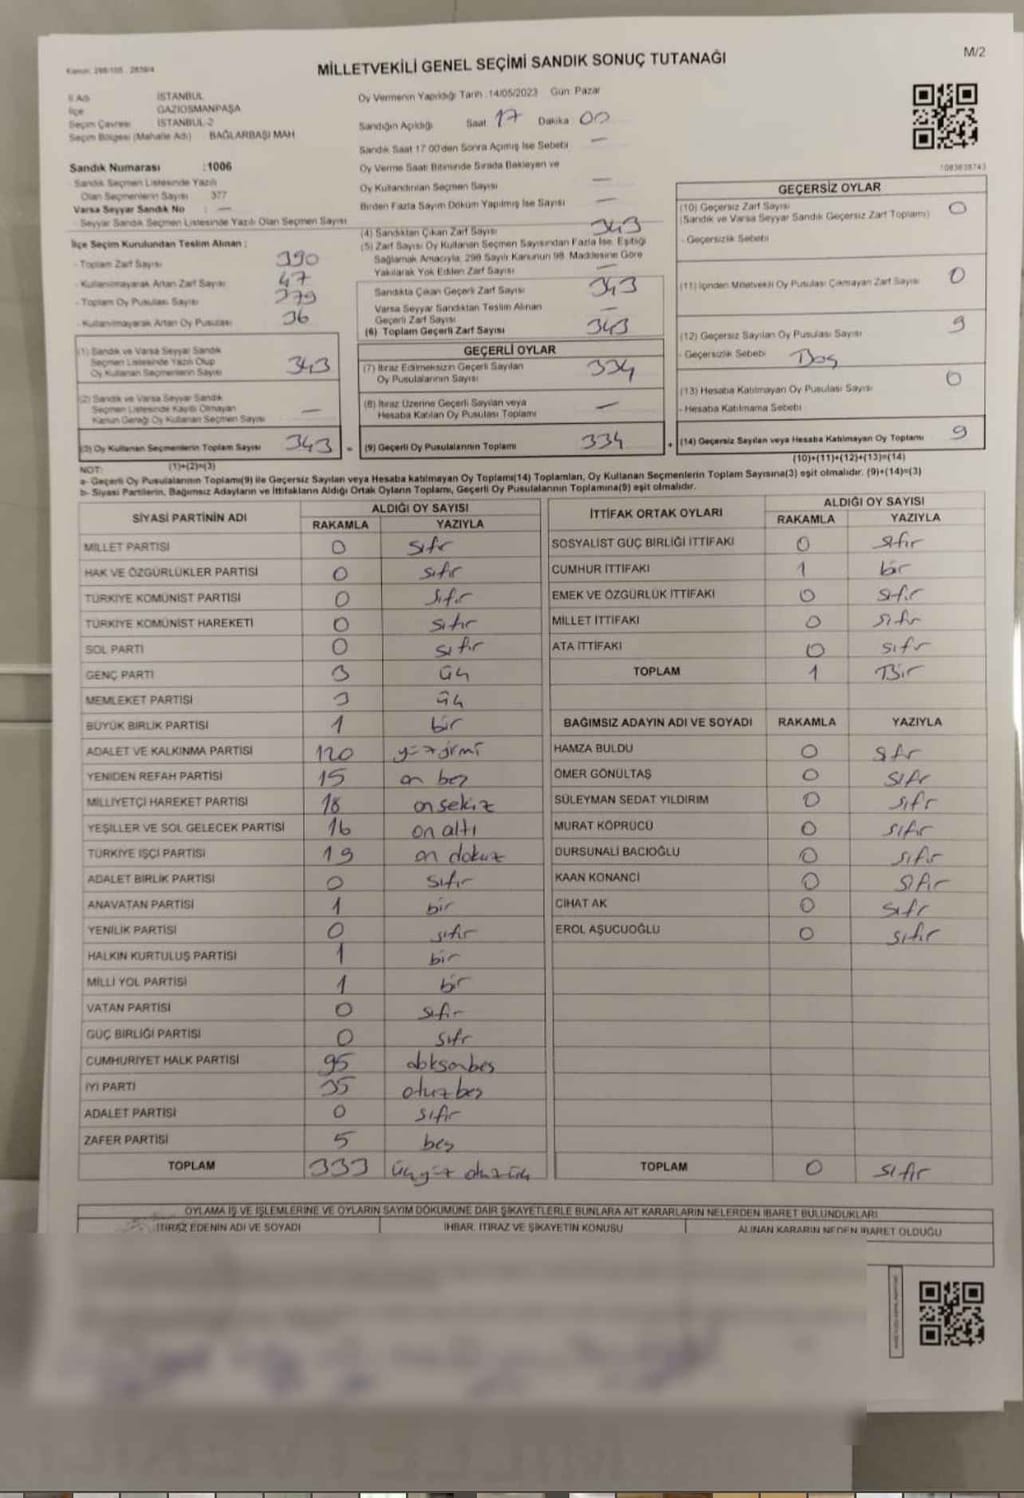 Kanun: 298/105 2839/4
M/2
MİLLETVEKİLİ GENEL SEÇİMİ SANDIK SONUÇ TUTANAĞI
İl Adı İSTANBUL
İlçe GAZİOSMANPAŞA
Seçim Çevresi İSTANBUL-2
Seçim Bölgesi (Mahalle Adı) BAĞLARBAŞI MAH
Sandık Numarası :1006
Sandık Seçmen Listesinde Yazılı
Olan Seçmenlerin Sayısı 377
Varsa Seyyar Sandık No : —
- Seyyar Sandık Seçmen Listesinde Yazılı Olan Seçmen Sayısı
İlçe Seçim Kurulundan Teslim Alınan :
- Toplam Zarf Sayısı 390
- Kullanılmayarak Artan Zarf Sayısı 47
- Toplam Oy Pusulası Sayısı 379
- Kullanılmayarak Artan Oy Pusulası 36
(1) Sandık ve Varsa Seyyar Sandık
Seçmen Listesinde Yazılı Olup
Oy Kullanan Seçmenlerin Sayısı 343
(2) Sandık ve Varsa Seyyar Sandık
Seçmen Listesinde Kayıtlı Olmayan
Kanun Gereği Oy Kullanan Seçmen Sayısı —
(3) Oy Kullanan Seçmenlerin Toplam Sayısı 343 =
(1)+(2)=(3)
Oy Vermenin Yapıldığı Tarih :14/05/2023 Gün: Pazar
Sandığın Açıldığı Saat 17 Dakika 00
Sandık Saat 17:00'den Sonra Açılmış İse Sebebi —
Oy Verme Saati Bitiminde Sırada Bekleyen ve
Oy Kullandırılan Seçmen Sayısı —
Birden Fazla Sayım Döküm Yapılmış İse Sayısı —
(4) Sandıktan Çıkan Zarf Sayısı 343
(5) Zarf Sayısı Oy Kullanan Seçmen Sayısından Fazla İse, Eşitliği
Sağlamak Amacıyla, 298 Sayılı Kanunun 98. Maddesine Göre
Yakılarak Yok Edilen Zarf Sayısı —
Sandıkta Çıkan Geçerli Zarf Sayısı 343
Varsa Seyyar Sandıktan Teslim Alınan
Geçerli Zarf Sayısı —
(6) Toplam Geçerli Zarf Sayısı 343
GEÇERLİ OYLAR
(7) İtiraz Edilmeksizin Geçerli Sayılan
Oy Pusulalarının Sayısı 334
(8) İtiraz Üzerine Geçerli Sayılan veya
Hesaba Katılan Oy Pusulası Toplamı —
(9) Geçerli Oy Pusulalarının Toplamı 334 +
1083838743
GEÇERSİZ OYLAR
(10) Geçersiz Zarf Sayısı 0
(Sandık ve Varsa Seyyar Sandık Geçersiz Zarf Toplamı)
- Geçersizlik Sebebi
(11) İçinden Milletvekili Oy Pusulası Çıkmayan Zarf Sayısı 0
(12) Geçersiz Sayılan Oy Pusulası Sayısı 9
- Geçersizlik Sebebi Boş
(13) Hesaba Katılmayan Oy Pusulası Sayısı 0
- Hesaba Katılmama Sebebi
(14) Geçersiz Sayılan veya Hesaba Katılmayan Oy Toplamı 9
(10)+(11)+(12)+(13)=(14)
NOT:
a- Geçerli Oy Pusulalarının Toplamı(9) ile Geçersiz Sayılan veya Hesaba katılmayan Oy Toplamı(14) Toplamları, Oy Kullanan Seçmenlerin Toplam Sayısına(3) eşit olmalıdır. (9)+(14)=(3)
b- Siyasi Partilerin, Bağımsız Adayların ve İttifakların Aldığı Ortak Oyların Toplamı, Geçerli Oy Pusulalarının Toplamına(9) eşit olmalıdır.
SİYASİ PARTİNİN ADI ALDIĞI OY SAYISI
RAKAMLA YAZIYLA
MİLLET PARTİSİ 0 sıfır
HAK VE ÖZGÜRLÜKLER PARTİSİ 0 sıfır
TÜRKİYE KOMÜNİST PARTİSİ 0 sıfır
TÜRKİYE KOMÜNİST HAREKETİ 0 sıfır
SOL PARTİ 0 sıfır
GENÇ PARTİ 3 üç
MEMLEKET PARTİSİ 3 üç
BÜYÜK BİRLİK PARTİSİ 1 bir
ADALET VE KALKINMA PARTİSİ 120 yüzyirmi
YENİDEN REFAH PARTİSİ 15 on beş
MİLLİYETÇİ HAREKET PARTİSİ 18 onsekiz
YEŞİLLER VE SOL GELECEK PARTİSİ 16 on altı
TÜRKİYE İŞÇİ PARTİSİ 19 on dokuz
ADALET BİRLİK PARTİSİ 0 sıfır
ANAVATAN PARTİSİ 1 bir
YENİLİK PARTİSİ 0 sıfır
HALKIN KURTULUŞ PARTİSİ 1 bir
MİLLİ YOL PARTİSİ 1 bir
VATAN PARTİSİ 0 sıfır
GÜÇ BİRLİĞİ PARTİSİ 0 sıfır
CUMHURİYET HALK PARTİSİ 95 doksanbeş
İYİ PARTİ 35 otuzbeş
ADALET PARTİSİ 0 sıfır
ZAFER PARTİSİ 5 beş
TOPLAM 333 üçyüz otuzüç
İTTİFAK ORTAK OYLARI ALDIĞI OY SAYISI
RAKAMLA YAZIYLA
SOSYALİST GÜÇ BİRLİĞİ İTTİFAKI 0 sıfır
CUMHUR İTTİFAKI 1 bir
EMEK VE ÖZGÜRLÜK İTTİFAKI 0 sıfır
MİLLET İTTİFAKI 0 sıfır
ATA İTTİFAKI 0 sıfır
TOPLAM 1 Bir
BAĞIMSIZ ADAYIN ADI VE SOYADI RAKAMLA YAZIYLA
HAMZA BULDU 0 sıfır
ÖMER GÖNÜLTAŞ 0 sıfır
SÜLEYMAN SEDAT YILDIRIM 0 sıfır
MURAT KÖPRÜCÜ 0 sıfır
DURSUNALİ BACIOĞLU 0 sıfır
KAAN KONANCİ 0 sıfır
CİHAT AK 0 sıfır
EROL AŞUCUOĞLU 0 sıfır
TOPLAM 0 sıfır
OYLAMA İŞ VE İŞLEMLERİNE VE OYLARIN SAYIM DÖKÜMÜNE DAİR ŞİKAYETLERLE BUNLARA AİT KARARLARIN NELERDEN İBARET BULUNDUKLARI
İTİRAZ EDENİN ADI VE SOYADI İHBAR, İTİRAZ VE ŞİKAYETİN KONUSU ALINAN KARARIN NEDEN İBARET OLDUĞU